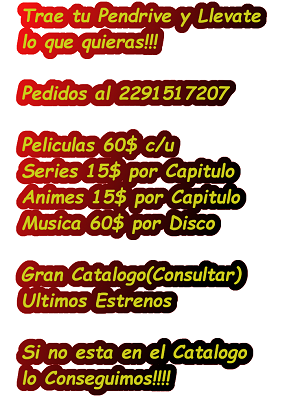 Trae tu Pendrive y Llevate
lo que quieras!!!
Pedidos al 2291517207
Peliculas 60$ c/u
Series 15$ por Capitulo
Animes 15$ por Capitulo
Musica 60$ por Disco
Gran Catalogo(Consultar)
Ultimos Estrenos
Si no esta en el Catalogo
lo Conseguimos!!!!